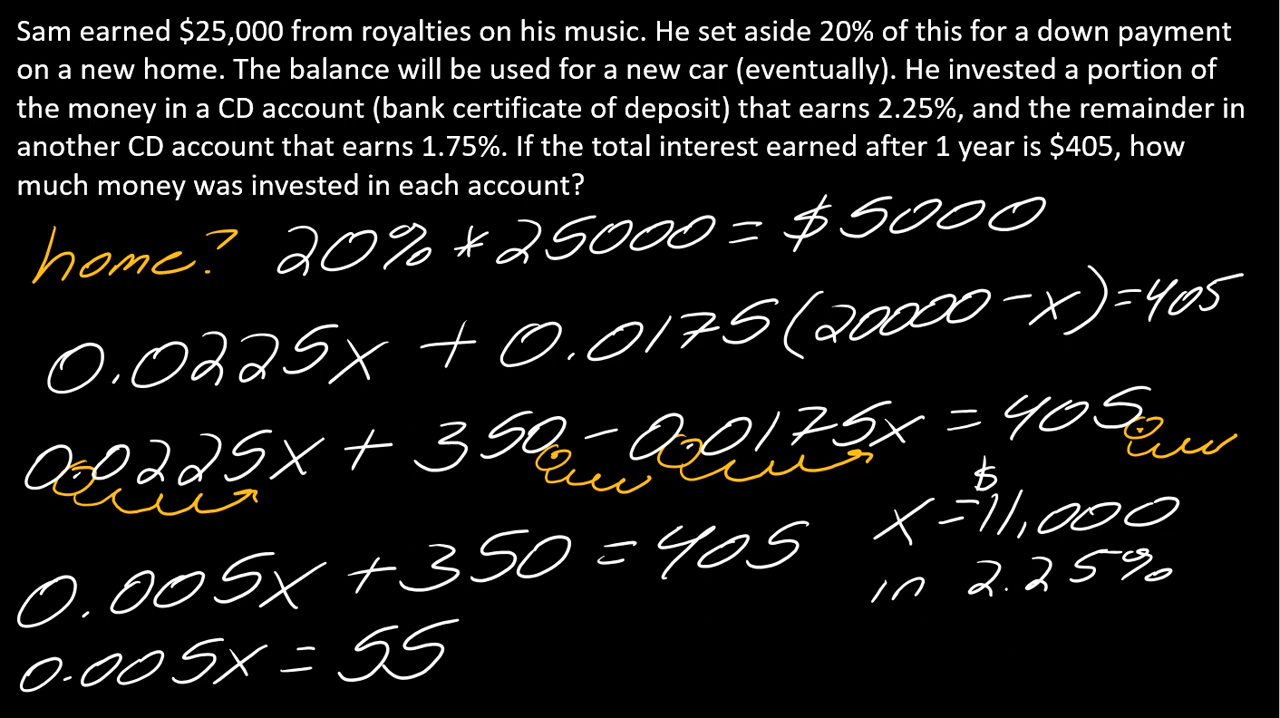 Sam earned $25,000 from royalties on his music. He set aside 20% of this for a down payment
on a new home. The balance will be used for a new car (eventually). He invested a portion of
the money in a CD account (bank certificate of deposit) that earns 2.25%, and the remainder in
another CD account that earns 1.75%. If the total interest earned after 1 year is $405, how
much money was invested in each account?
home? 20% * 25000 = $5000
0.0225x + 0.0175(20000-x)=405
0.0225x + 350 - 0.0175x = 405
x = $11,000
in 2.25%
0.005x + 350 = 405
0.005x = 55